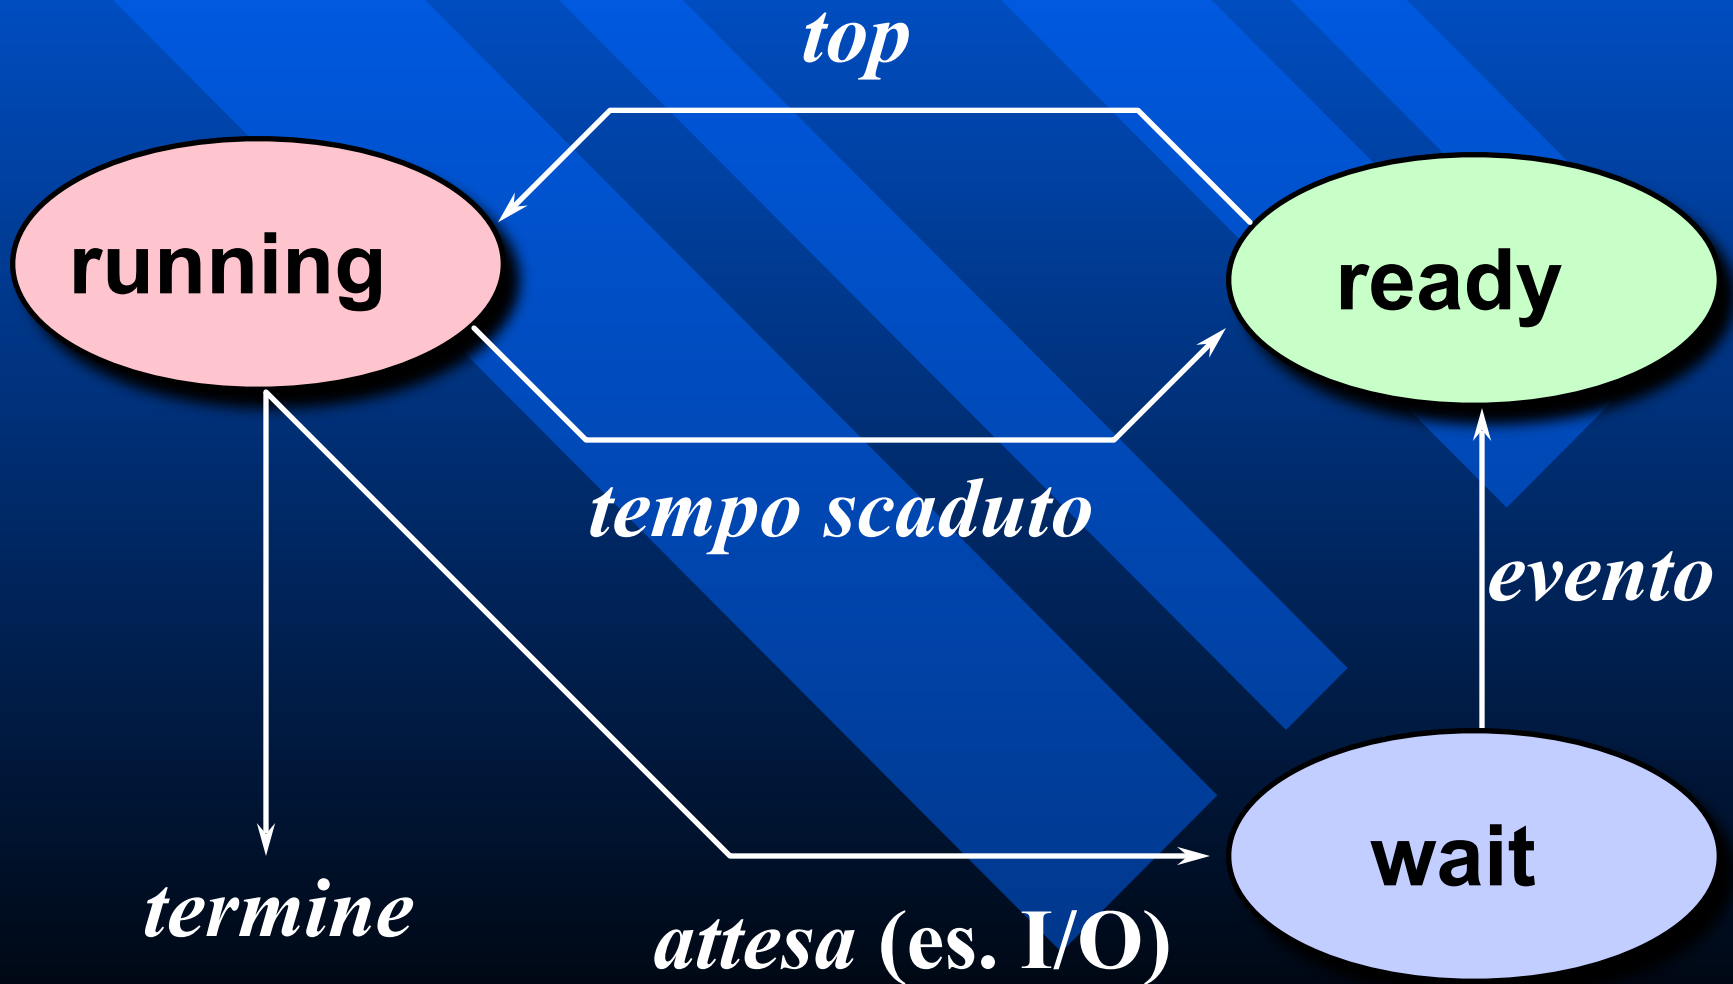 top
running
ready
tempo scaduto
evento
wait
termine
attesa (es. I/O)